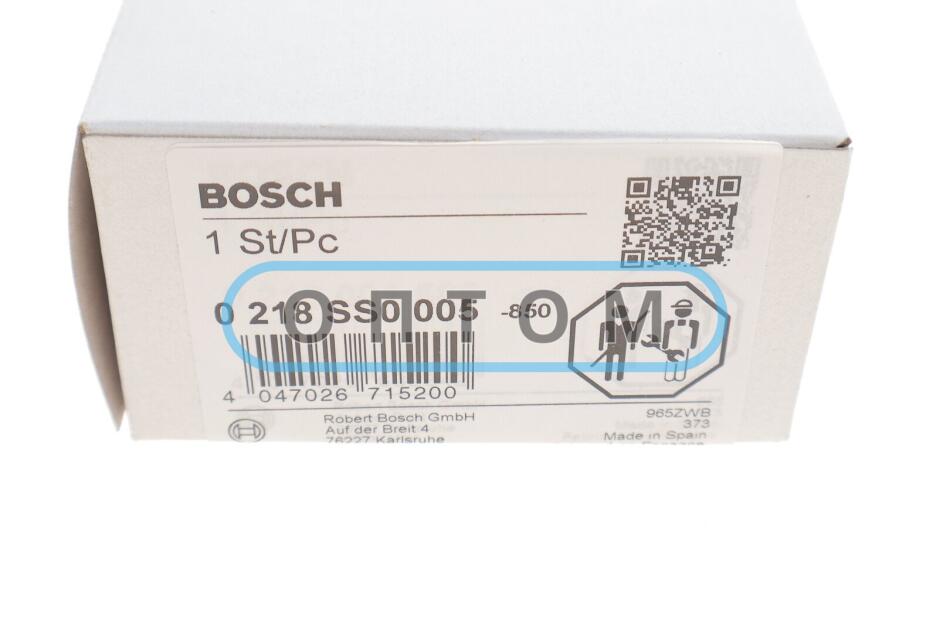 BOSCH
1 St/Pc
0 218 SS0 005 -850
ОПТОМ
4 047026 715200
Robert Bosch GmbH
Auf der Breit 4
76227 Karlsruhe
965ZWB
373
Made in Spain